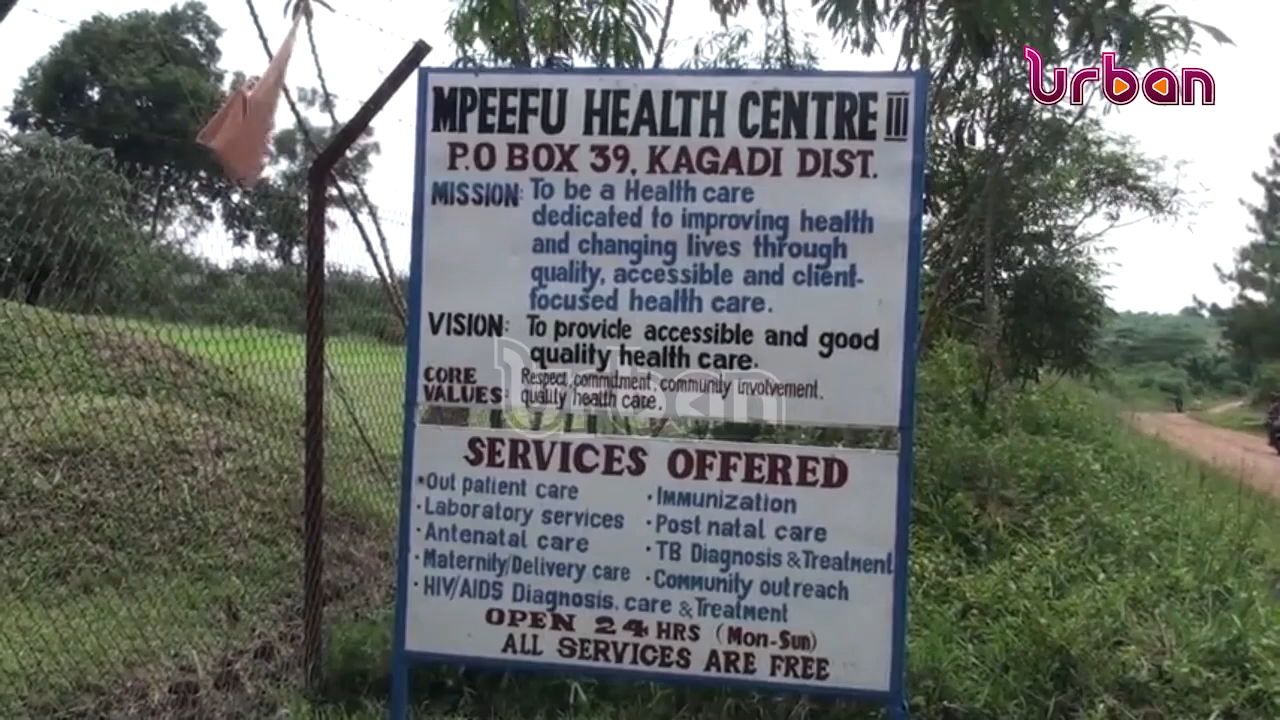 urban
MPEEFU HEALTH CENTRE III
P.O BOX 39, KAGADI DIST.
MISSION: To be a Health care
dedicated to improving health
and changing lives through
quality, accessible and client-
focused health care.
VISION: To provide accessible and good
quality health care.
CORE VALUES: Respect, commitment, community involvement,
quality health care.
urban
SERVICES OFFERED
• Out patient care
• Laboratory services
• Antenatal care
• Maternity/Delivery care
• HIV/AIDS Diagnosis, care & Treatment
• Immunization
• Post natal care
• TB Diagnosis & Treatment
• Community outreach
OPEN 24 HRS (Mon-Sun)
ALL SERVICES ARE FREE